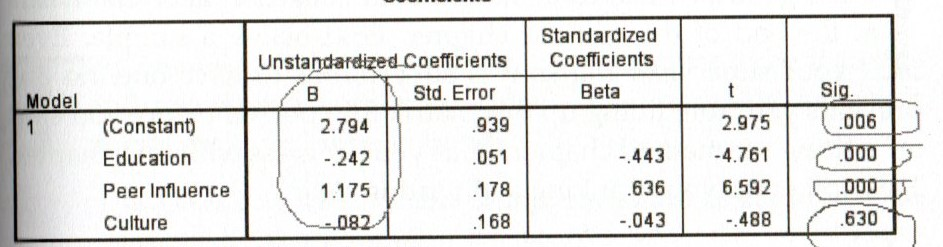 Unstandardized Coefficients Standardized Coefficients
Model B Std. Error Beta t Sig.
1 (Constant) 2.794 .939 2.975 .006
Education -.242 .051 -.443 -4.761 .000
Peer Influence 1.175 .178 .636 6.592 .000
Culture -.082 .168 -.043 -.488 .630